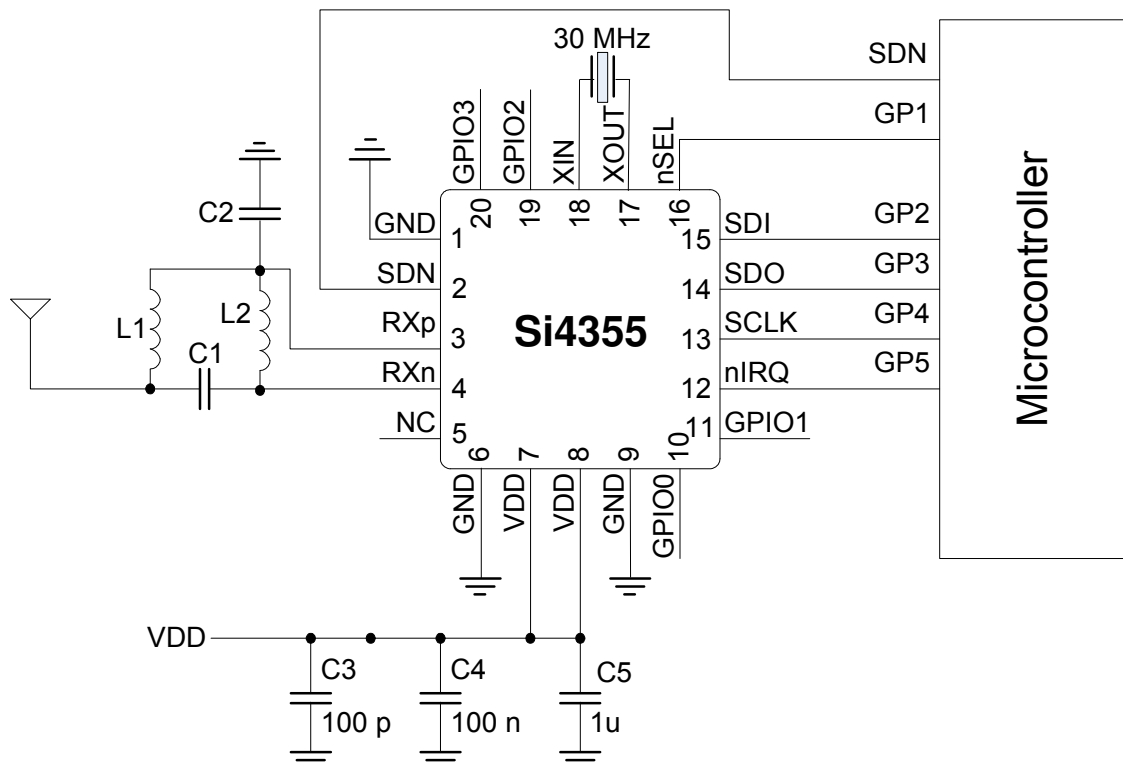 30 MHz
SDN
GP1
GPIO3
GPIO2
XIN
XOUT
nSEL
20
19
18
17
16
C2
GND
1
15
SDI
GP2
SDN
2
14
SDO
GP3
L1
L2
RXp
3
Si4355
13
SCLK
GP4
C1
RXn
4
12
nIRQ
GP5
NC
5
11
GPIO1
6
7
8
9
10
GND
VDD
VDD
GND
GPIO0
Microcontroller
VDD
C3
100 p
C4
100 n
C5
1u